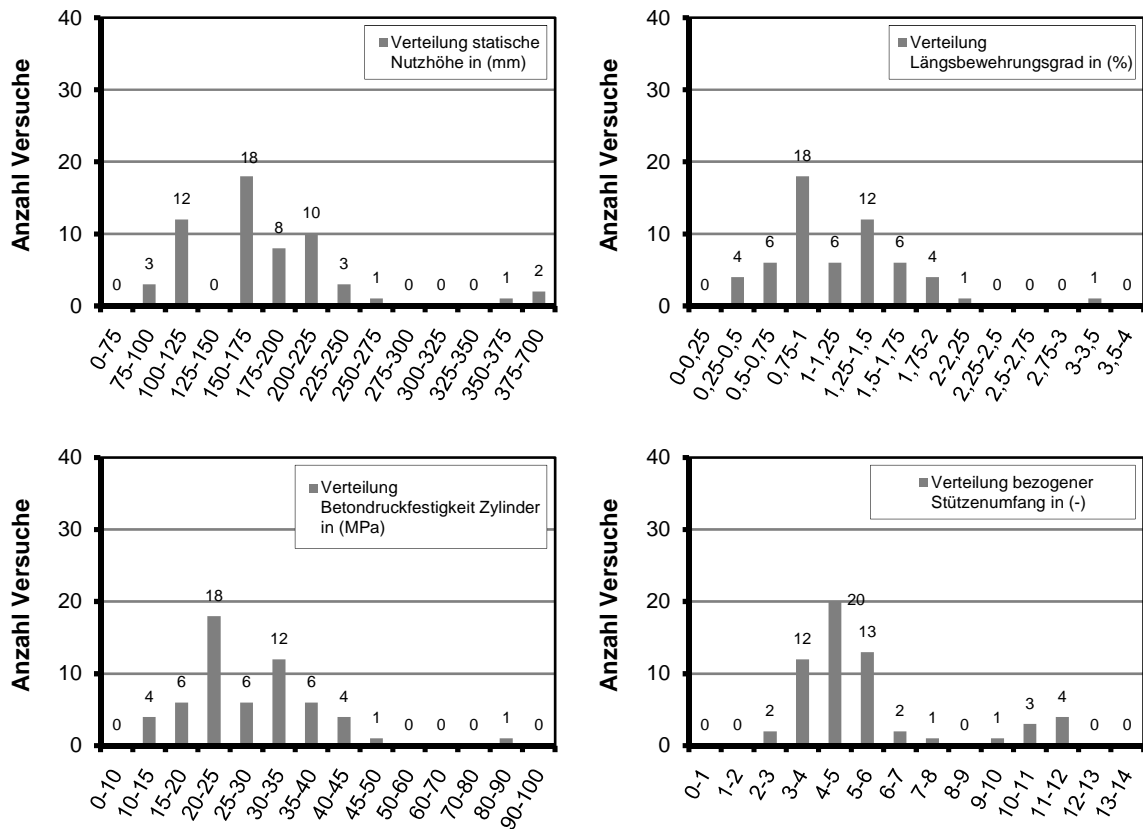 Anzahl Versuche
40
30
20
10
0
Verteilung statische
Nutzhöhe in (mm)
0 3 12 0 18 8 10 3 1 0 0 0 1 2
0-75 75-100 100-125 125-150 150-175 175-200 200-225 225-250 250-275 275-300 300-325 325-350 350-375 375-700
Anzahl Versuche
40
30
20
10
0
Verteilung
Längsbewehrungsgrad in (%)
0 4 6 18 6 12 6 4 1 0 0 0 1 0
0-0,25 0,25-0,5 0,5-0,75 0,75-1 1-1,25 1,25-1,5 1,5-1,75 1,75-2 2-2,25 2,25-2,5 2,5-2,75 2,75-3 3-3,5 3,5-4
Anzahl Versuche
40
30
20
10
0
Verteilung
Betondruckfestigkeit Zylinder
in (MPa)
0 4 6 18 6 12 6 4 1 0 0 0 1 0
0-10 10-15 15-20 20-25 25-30 30-35 35-40 40-45 45-50 50-60 60-70 70-80 80-90 90-100
Anzahl Versuche
40
30
20
10
0
Verteilung bezogener
Stützenumfang in (-)
0 0 2 12 20 13 2 1 0 1 3 4 0 0
0-1 1-2 2-3 3-4 4-5 5-6 6-7 7-8 8-9 9-10 10-11 11-12 12-13 13-14